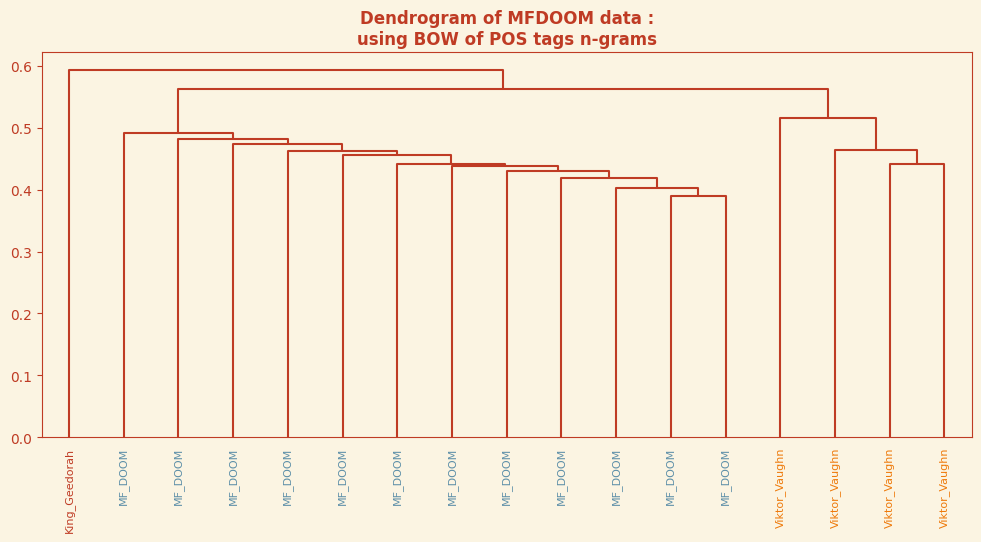 Dendrogram of MFDOOM data :
using BOW of POS tags n-grams
0.6
0.5
0.4
0.3
0.2
0.1
0.0
King_Geedorah
MF_DOOM
MF_DOOM
MF_DOOM
MF_DOOM
MF_DOOM
MF_DOOM
MF_DOOM
MF_DOOM
MF_DOOM
MF_DOOM
MF_DOOM
MF_DOOM
Viktor_Vaughn
Viktor_Vaughn
Viktor_Vaughn
Viktor_Vaughn